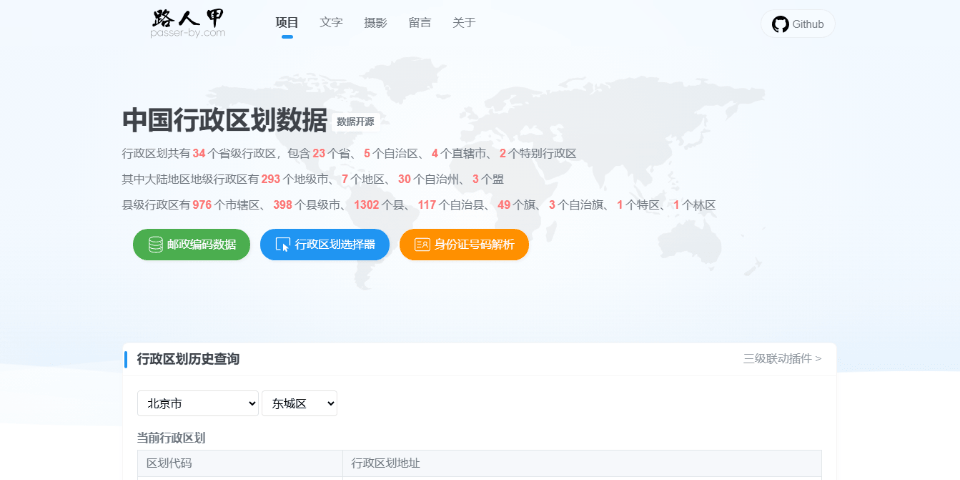 路人甲
passer-by.com
项目 文字 摄影 留言 关于
Github
中国行政区划数据 数据开源
行政区划共有 34 个省级行政区，包含 23 个省、 5 个自治区、 4 个直辖市、 2 个特别行政区
其中大陆地区地级行政区有 293 个地级市、 7 个地区、 30 个自治州、 3 个盟
县级行政区有 976 个市辖区、 398 个县级市、 1302 个县、 117 个自治县、 49 个旗、 3 个自治旗、 1 个特区、 1 个林区
邮政编码数据 行政区划选择器 身份证号码解析
行政区划历史查询 三级联动插件 >
北京市 东城区
当前行政区划
区划代码 行政区划地址